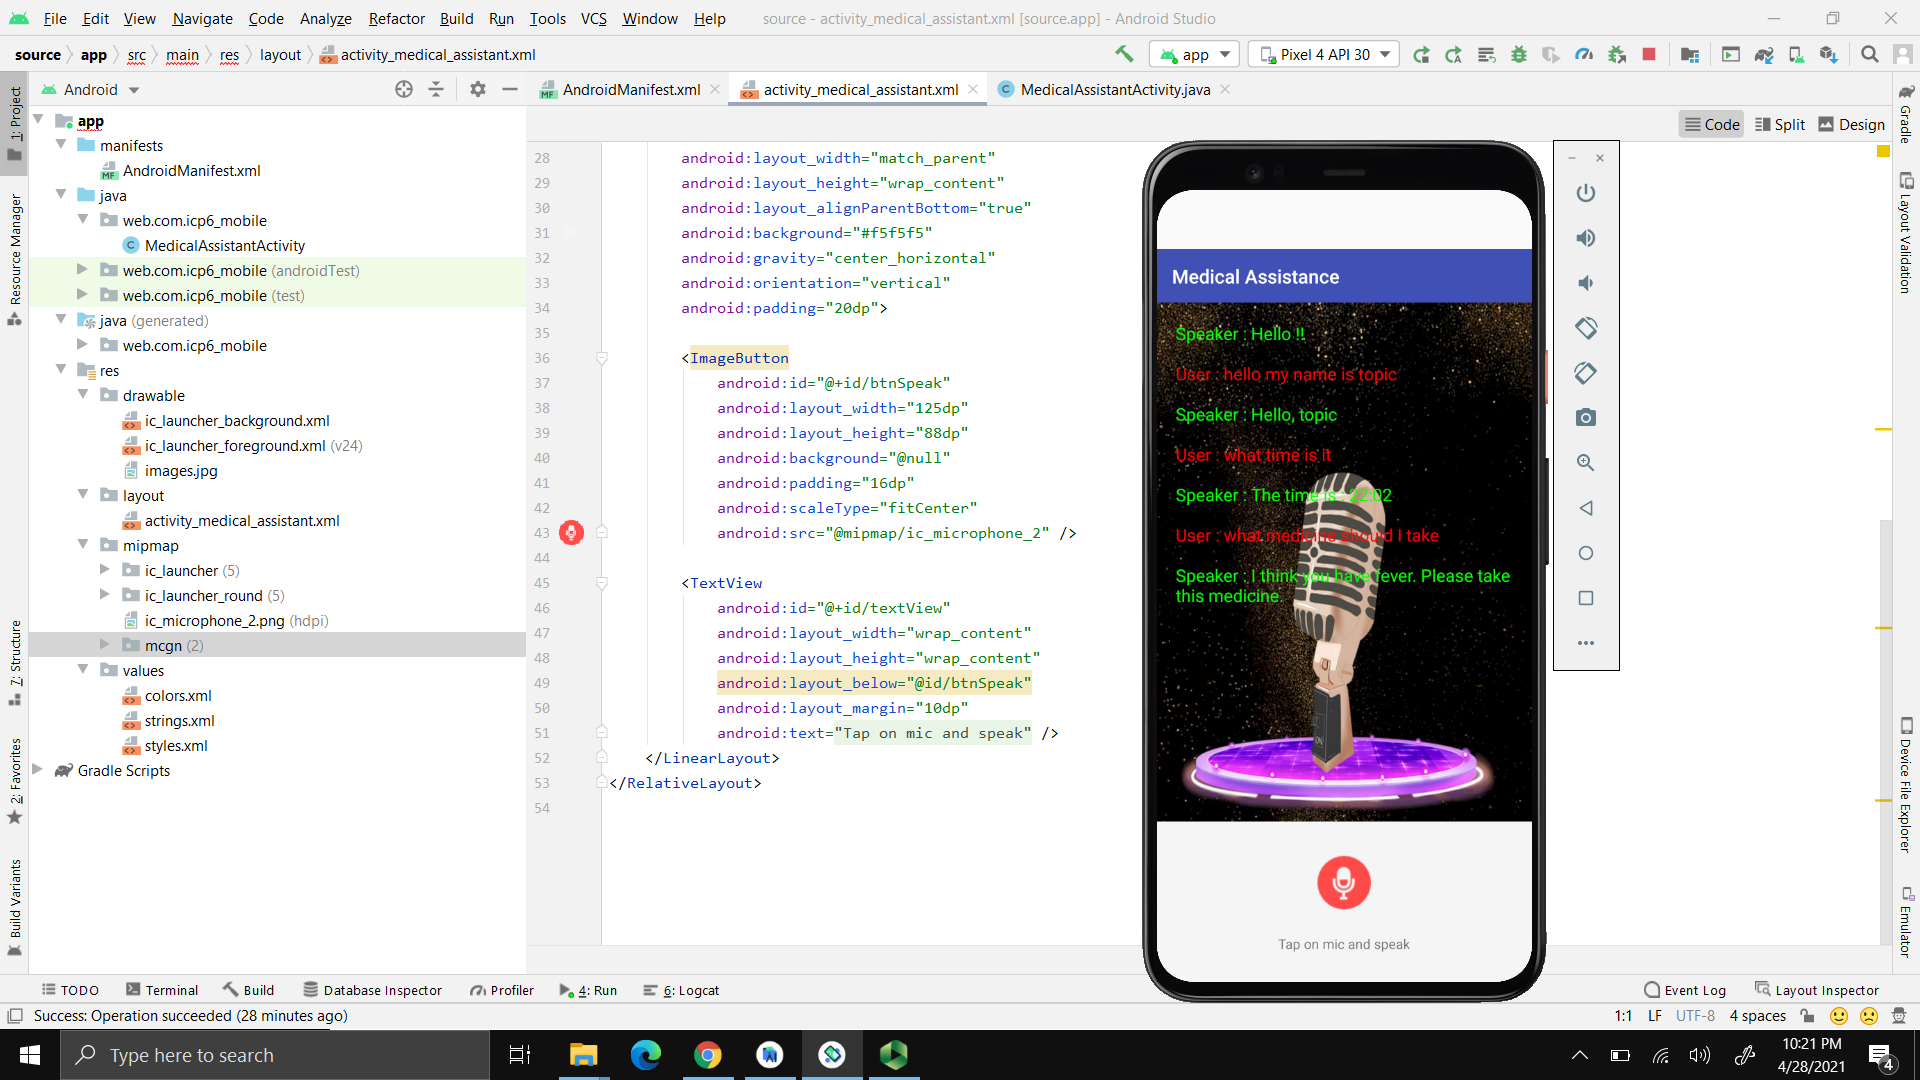 File Edit View Navigate Code Analyze Refactor Build Run Tools VCS Window Help source - activity_medical_assistant.xml [source.app] - Android Studio
source app src main res layout activity_medical_assistant.xml app Pixel 4 API 30
Android AndroidManifest.xml activity_medical_assistant.xml MedicalAssistantActivity.java
Code Split Design
1: Project
Resource Manager
7: Structure
2: Favorites
Build Variants
app
manifests
AndroidManifest.xml
java
web.com.icp6_mobile
MedicalAssistantActivity
web.com.icp6_mobile (androidTest)
web.com.icp6_mobile (test)
java (generated)
web.com.icp6_mobile
res
drawable
ic_launcher_background.xml
ic_launcher_foreground.xml (v24)
images.jpg
layout
activity_medical_assistant.xml
mipmap
ic_launcher (5)
ic_launcher_round (5)
ic_microphone_2.png (hdpi)
mcgn (2)
values
colors.xml
strings.xml
styles.xml
Gradle Scripts
28 android:layout_width="match_parent"
29 android:layout_height="wrap_content"
30 android:layout_alignParentBottom="true"
31 android:background="#f5f5f5"
32 android:gravity="center_horizontal"
33 android:orientation="vertical"
34 android:padding="20dp">
35
36 <ImageButton
37 android:id="@+id/btnSpeak"
38 android:layout_width="125dp"
39 android:layout_height="88dp"
40 android:background="@null"
41 android:padding="16dp"
42 android:scaleType="fitCenter"
43 android:src="@mipmap/ic_microphone_2" />
44
45 <TextView
46 android:id="@+id/textView"
47 android:layout_width="wrap_content"
48 android:layout_height="wrap_content"
49 android:layout_below="@id/btnSpeak"
50 android:layout_margin="10dp"
51 android:text="Tap on mic and speak" />
52 </LinearLayout>
53 </RelativeLayout>
54
Medical Assistance
Speaker : Hello !!
User : hello my name is topic
Speaker : Hello, topic
User : what time is it
Speaker : The time is : 22:02
User : what medicine should I take
Speaker : I think you have fever. Please take
this medicine.
ON
Tap on mic and speak
Gradle
Layout Validation
Device File Explorer
Emulator
TODO Terminal Build Database Inspector Profiler 4: Run 6: Logcat Event Log Layout Inspector
Success: Operation succeeded (28 minutes ago) 1:1 LF UTF-8 4 spaces
Type here to search
10:21 PM
4/28/2021
4